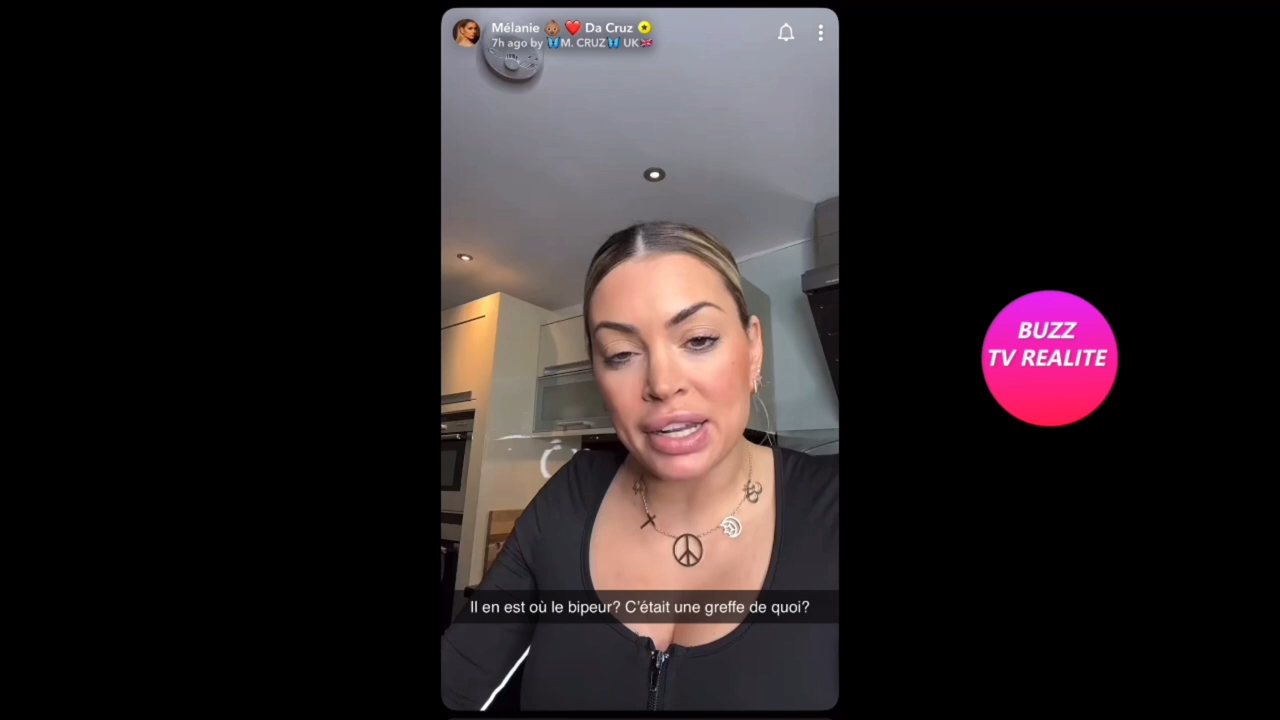 Mélanie 👶🏽 ❤️ Da Cruz
7h ago by 🦋M. CRUZ🦋 UK🇬🇧
BUZZ
TV REALITE
Il en est où le bipeur? C'était une greffe de quoi?